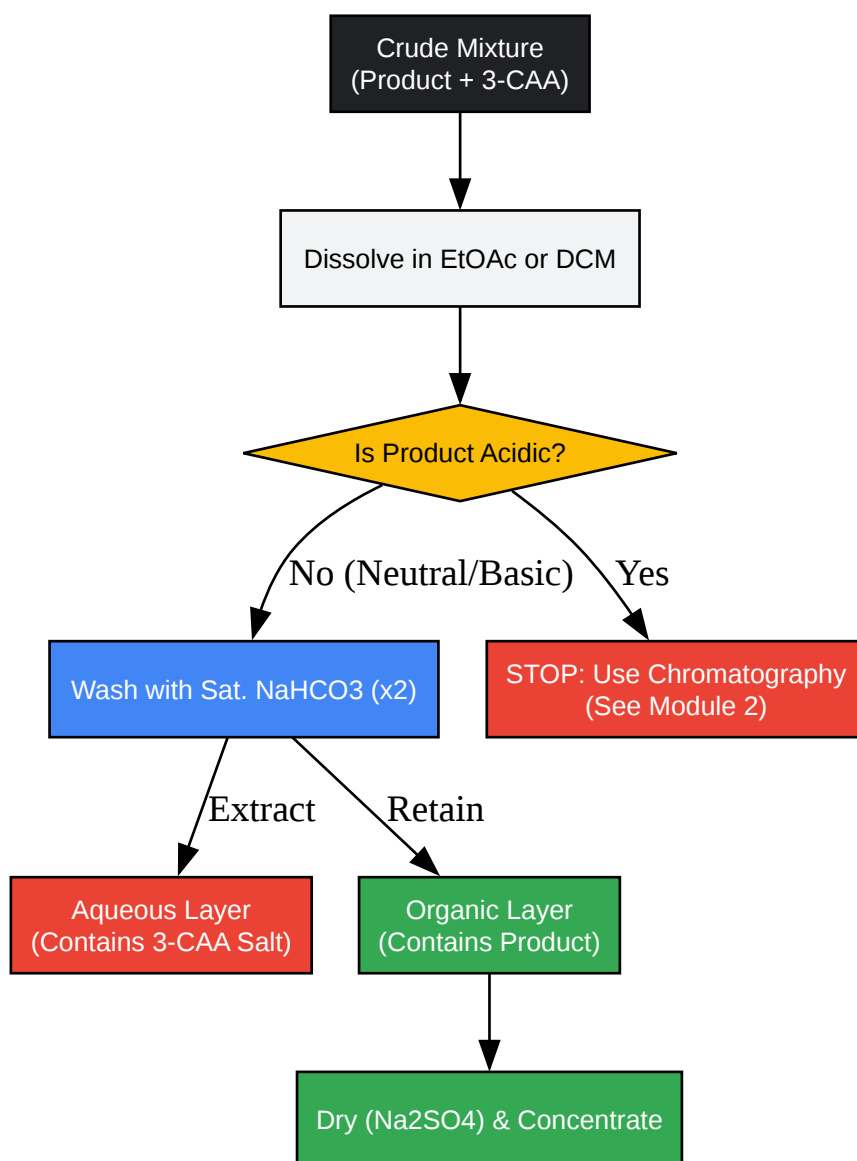 Crude Mixture
(Product + 3-CAA)
Dissolve in EtOAc or DCM
Is Product Acidic?
No (Neutral/Basic)
Yes
Wash with Sat. NaHCO3 (x2)
STOP: Use Chromatography
(See Module 2)
Extract
Retain
Aqueous Layer
(Contains 3-CAA Salt)
Organic Layer
(Contains Product)
Dry (Na2SO4) & Concentrate